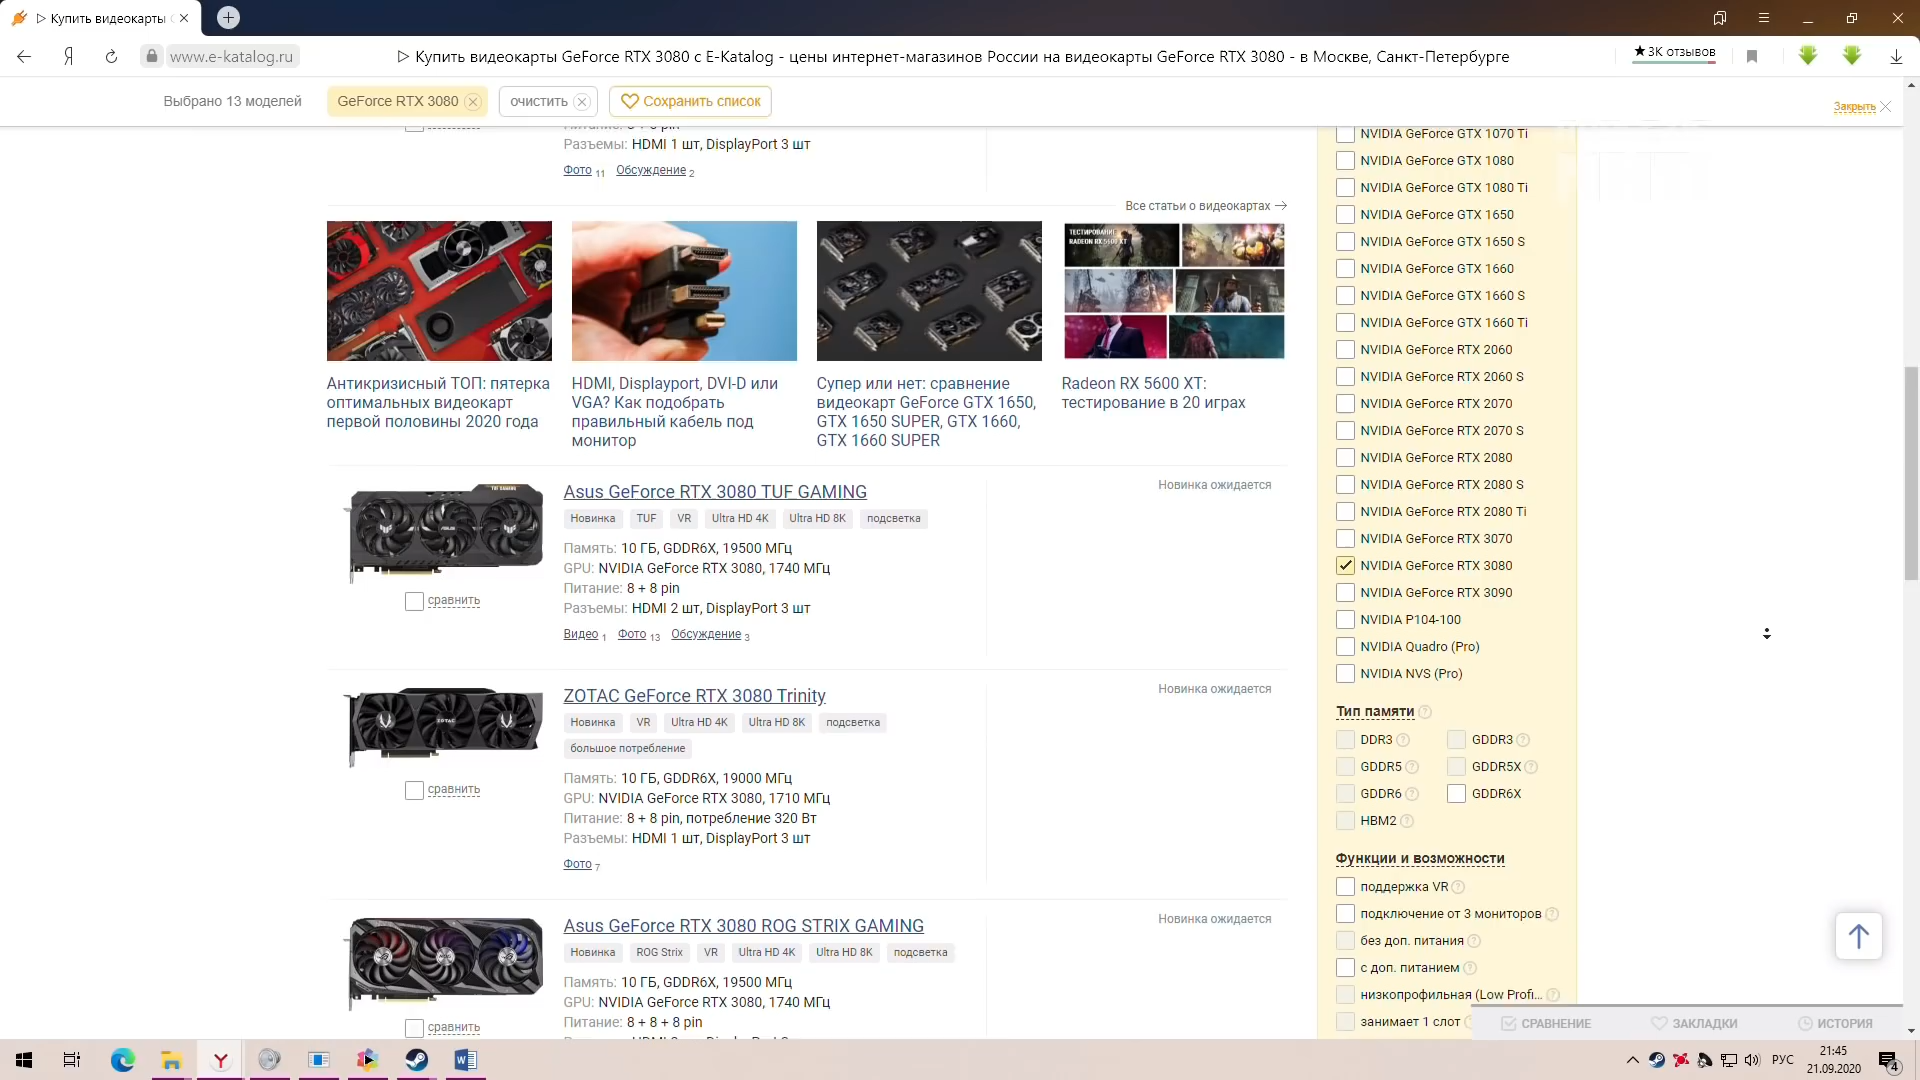 ▷ Купить видеокарты
www.e-katalog.ru
▷ Купить видеокарты GeForce RTX 3080 с E-Katalog - цены интернет-магазинов России на видеокарты GeForce RTX 3080 - в Москве, Санкт-Петербурге
★3К отзывов
Выбрано 13 моделей
GeForce RTX 3080
очистить
Сохранить список
Закрыть
Разъемы: HDMI 1 шт, DisplayPort 3 шт
Фото 11 Обсуждение 2
Все статьи о видеокартах →
ТЕСТИРОВАНИЕ
RADEON RX 5600 XT
Антикризисный ТОП: пятерка
оптимальных видеокарт
первой половины 2020 года
HDMI, Displayport, DVI-D или
VGA? Как подобрать
правильный кабель под
монитор
Супер или нет: сравнение
видеокарт GeForce GTX 1650,
GTX 1650 SUPER, GTX 1660,
GTX 1660 SUPER
Radeon RX 5600 XT:
тестирование в 20 играх
TUF GAMING
сравнить
Asus GeForce RTX 3080 TUF GAMING
Новинка TUF VR Ultra HD 4K Ultra HD 8K подсветка
Память: 10 ГБ, GDDR6X, 19500 МГц
GPU: NVIDIA GeForce RTX 3080, 1740 МГц
Питание: 8 + 8 pin
Разъемы: HDMI 2 шт, DisplayPort 3 шт
Видео 1 Фото 13 Обсуждение 3
Новинка ожидается
ZOTAC
сравнить
ZOTAC GeForce RTX 3080 Trinity
Новинка VR Ultra HD 4K Ultra HD 8K подсветка
большое потребление
Память: 10 ГБ, GDDR6X, 19000 МГц
GPU: NVIDIA GeForce RTX 3080, 1710 МГц
Питание: 8 + 8 pin, потребление 320 Вт
Разъемы: HDMI 1 шт, DisplayPort 3 шт
Фото 7
Новинка ожидается
сравнить
Asus GeForce RTX 3080 ROG STRIX GAMING
Новинка ROG Strix VR Ultra HD 4K Ultra HD 8K подсветка
Память: 10 ГБ, GDDR6X, 19500 МГц
GPU: NVIDIA GeForce RTX 3080, 1740 МГц
Питание: 8 + 8 + 8 pin
Новинка ожидается
NVIDIA GeForce GTX 1070 Ti
NVIDIA GeForce GTX 1080
NVIDIA GeForce GTX 1080 Ti
NVIDIA GeForce GTX 1650
NVIDIA GeForce GTX 1650 S
NVIDIA GeForce GTX 1660
NVIDIA GeForce GTX 1660 S
NVIDIA GeForce GTX 1660 Ti
NVIDIA GeForce RTX 2060
NVIDIA GeForce RTX 2060 S
NVIDIA GeForce RTX 2070
NVIDIA GeForce RTX 2070 S
NVIDIA GeForce RTX 2080
NVIDIA GeForce RTX 2080 S
NVIDIA GeForce RTX 2080 Ti
NVIDIA GeForce RTX 3070
NVIDIA GeForce RTX 3080
NVIDIA GeForce RTX 3090
NVIDIA P104-100
NVIDIA Quadro (Pro)
NVIDIA NVS (Pro)
Тип памяти
DDR3 GDDR3
GDDR5 GDDR5X
GDDR6 GDDR6X
HBM2
Функции и возможности
поддержка VR
подключение от 3 мониторов
без доп. питания
с доп. питанием
низкопрофильная (Low Profi...
занимает 1 слот
СРАВНЕНИЕ ЗАКЛАДКИ ИСТОРИЯ
РУС
21:45
21.09.2020
4